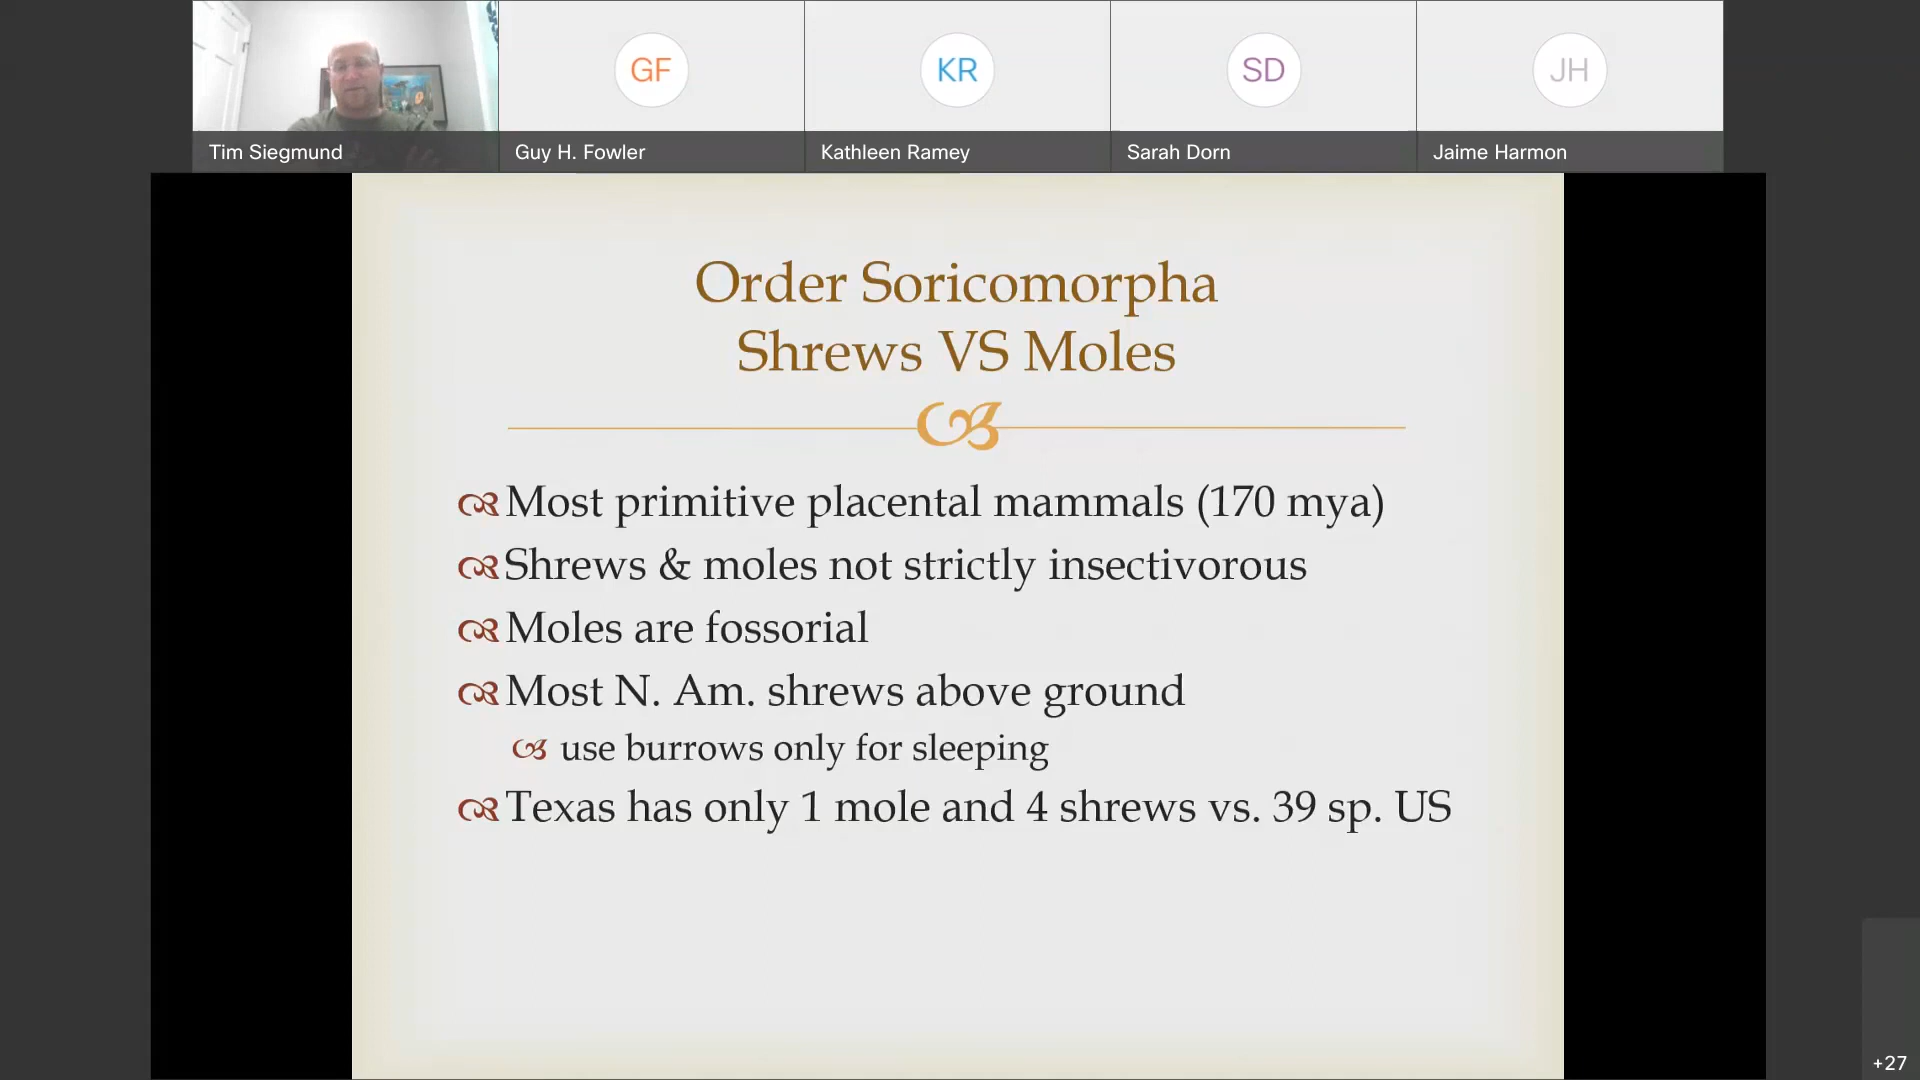 GF
KR
SD
JH
Tim Siegmund
Guy H. Fowler
Kathleen Ramey
Sarah Dorn
Jaime Harmon
Order Soricomorpha
Shrews VS Moles
Most primitive placental mammals (170 mya)
Shrews & moles not strictly insectivorous
Moles are fossorial
Most N. Am. shrews above ground
use burrows only for sleeping
Texas has only 1 mole and 4 shrews vs. 39 sp. US
+27